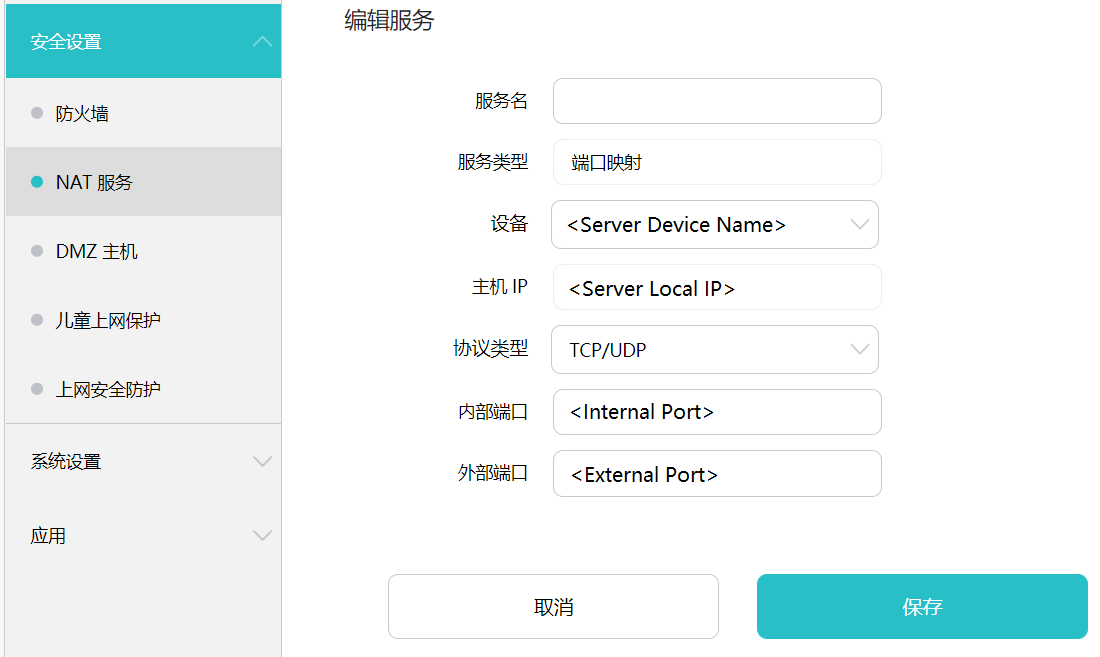 安全设置
防火墙
NAT 服务
DMZ 主机
儿童上网保护
上网安全防护
系统设置
应用
编辑服务
服务名
服务类型 端口映射
设备 <Server Device Name>
主机 IP <Server Local IP>
协议类型 TCP/UDP
内部端口 <Internal Port>
外部端口 <External Port>
取消 保存